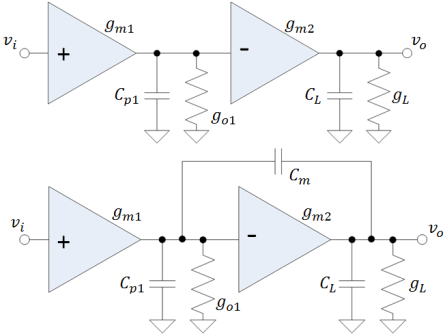 g_m1 g_m2
v_i + - v_o
C_p1 g_o1 C_L g_L
C_m
g_m1 g_m2
v_i + - v_o
C_p1 g_o1 C_L g_L